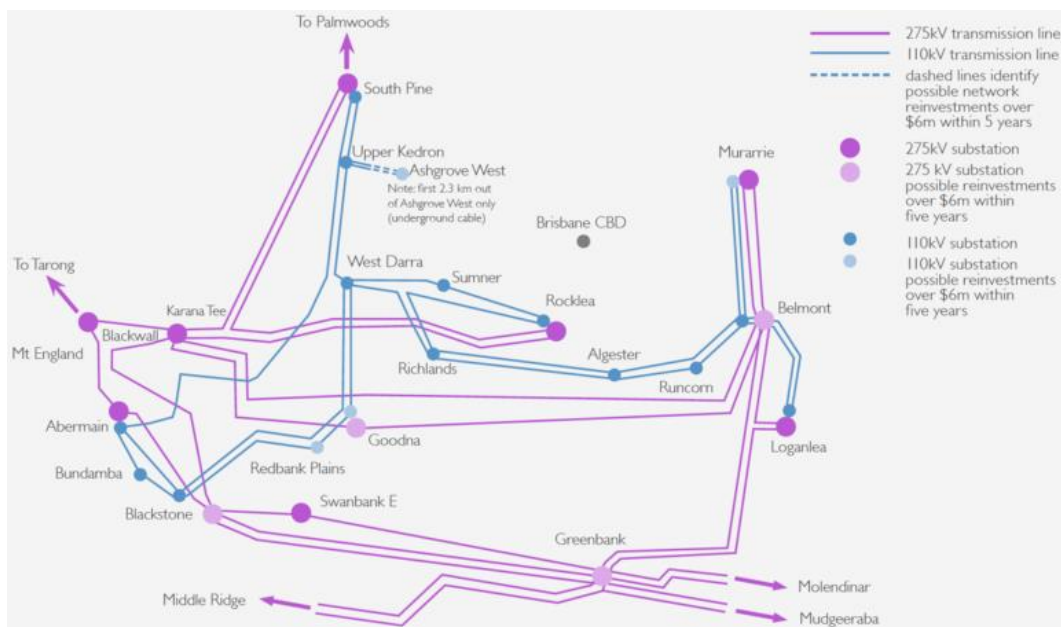 To Palmwoods
South Pine
Upper Kedron
Ashgrove West
Note: first 2.3 km out
of Ashgrove West only
(underground cable)
Murarrie
Brisbane CBD
To Tarong
West Darra
Sumner
Karana Tee
Rocklea
Belmont
Blackwall
Mt England
Richlands
Algester
Runcorn
Abermain
Goodna
Loganlea
Redbank Plains
Bundamba
Blackstone
Swanbank E
Greenbank
Middle Ridge
Molendinar
Mudgeeraba
275kV transmission line
110kV transmission line
dashed lines identify
possible network
reinvestments over
$6m within 5 years
275kV substation
275 kV substation
possible reinvestments
over $6m within
five years
110kV substation
110kV substation
possible reinvestments
over $6m within
five years